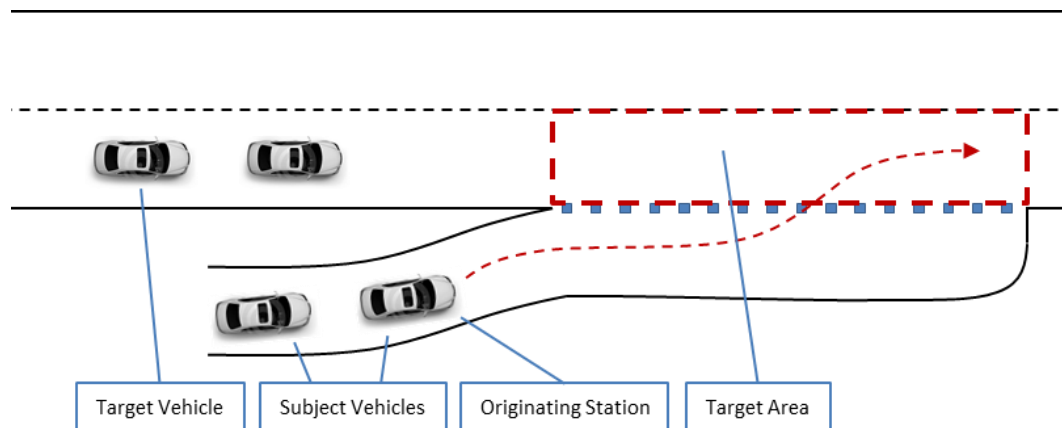 Target Vehicle
Subject Vehicles
Originating Station
Target Area